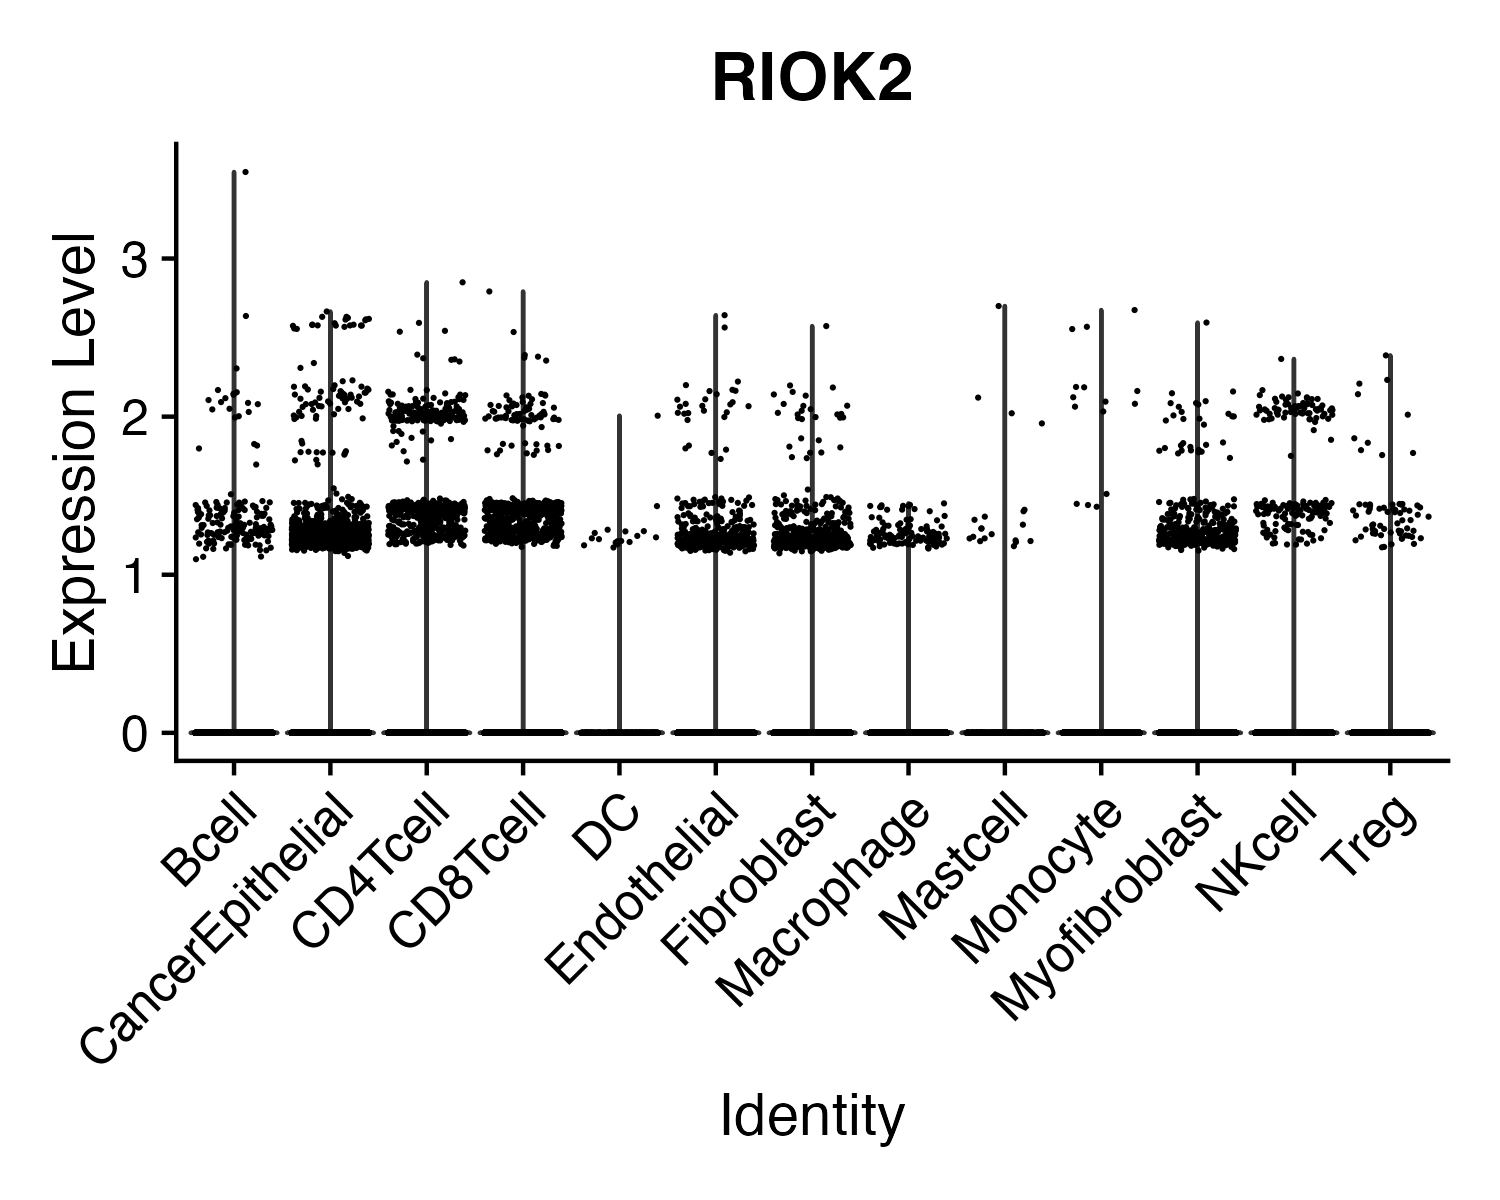 RIOK2
Expression Level
3
2
1
0
Bcell
CancerEpithelial
CD4Tcell
CD8Tcell
DC
Endothelial
Fibroblast
Macrophage
Mastcell
Monocyte
Myofibroblast
NKcell
Treg
Identity